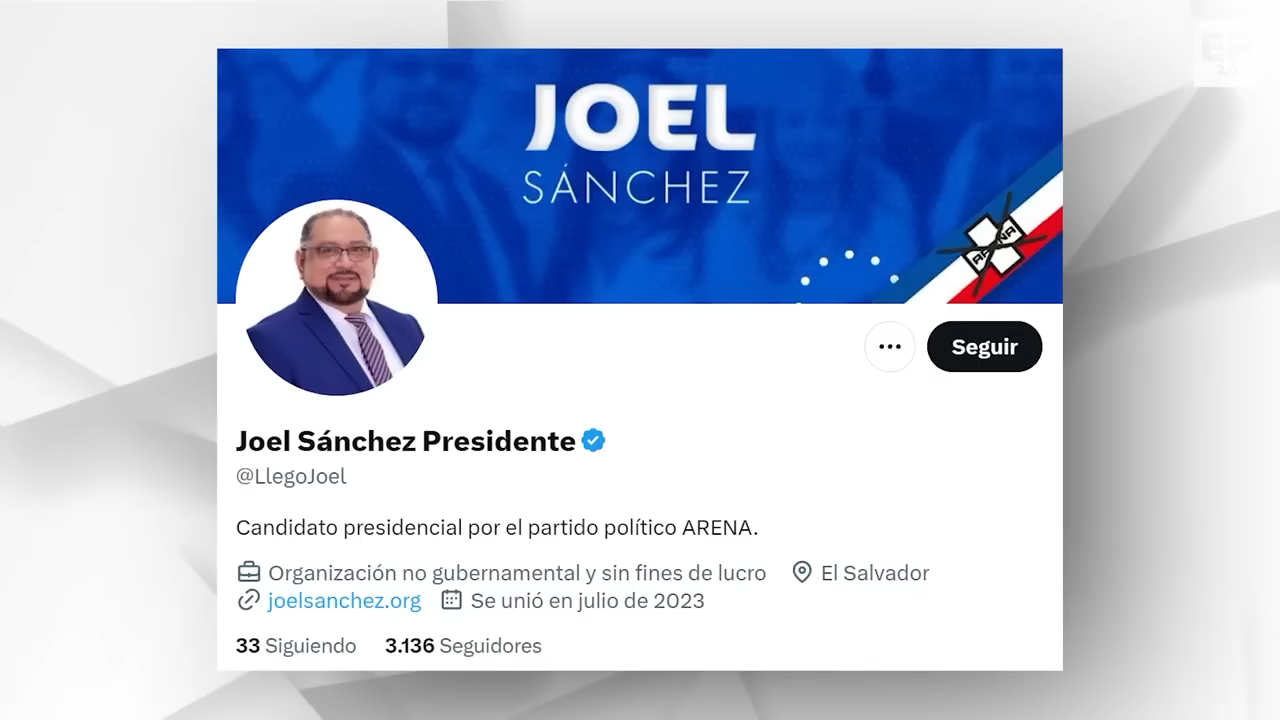 JOEL
SÁNCHEZ
ARENA
Seguir
Joel Sánchez Presidente
@LlegoJoel
Candidato presidencial por el partido político ARENA.
Organización no gubernamental y sin fines de lucro El Salvador
joelsanchez.org Se unió en julio de 2023
33 Siguiendo 3.136 Seguidores